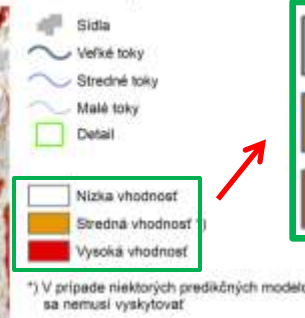 Sídla
Veľké toky
Stredné toky
Malé toky
Detail
Nízka vhodnosť
Stredná vhodnosť *)
Vysoká vhodnosť
*) V prípade niektorých predikčných
sa nemusí vyskytovať